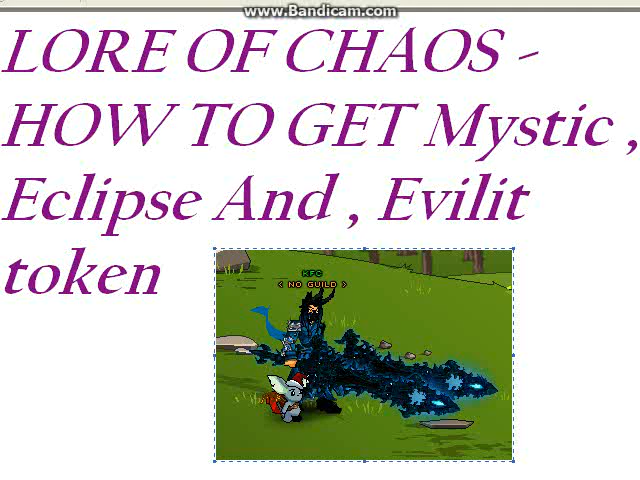 www.Bandicam.com
LORE OF CHAOS -
HOW TO GET Mystic ,
Eclipse And , Evilit
token
KFC
< NO GUILD >